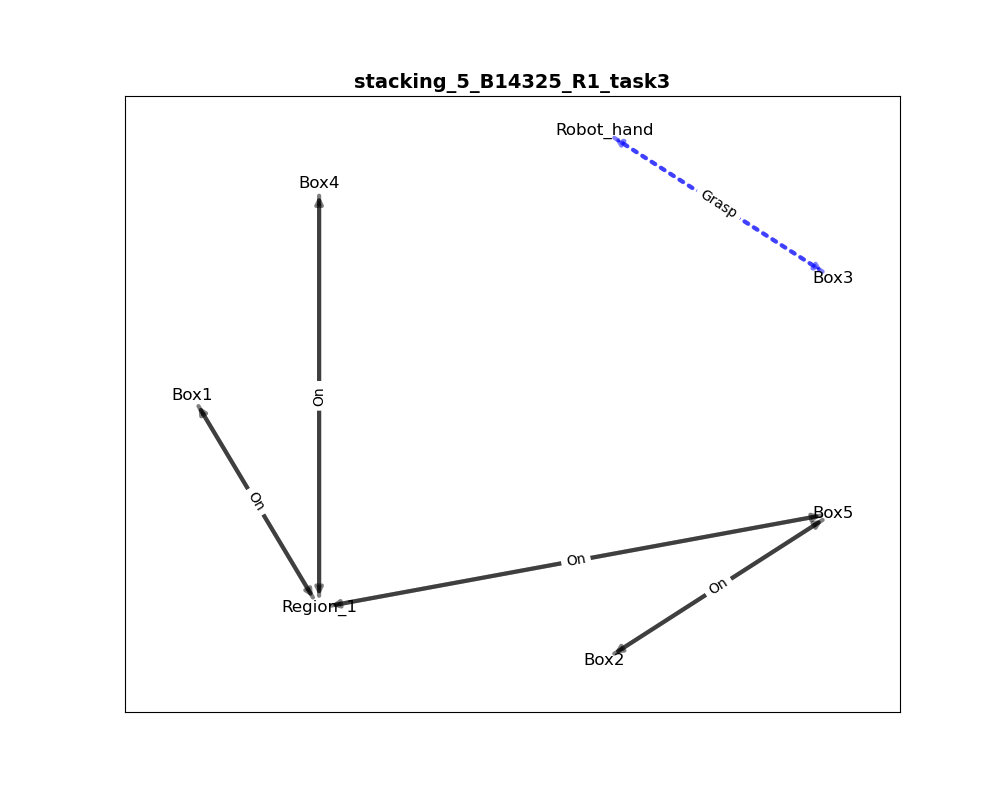 stacking_5_B14325_R1_task3
Robot_hand
Box4
Grasp
Box3
Box1
On
On
Box5
On
On
Region_1
Box2